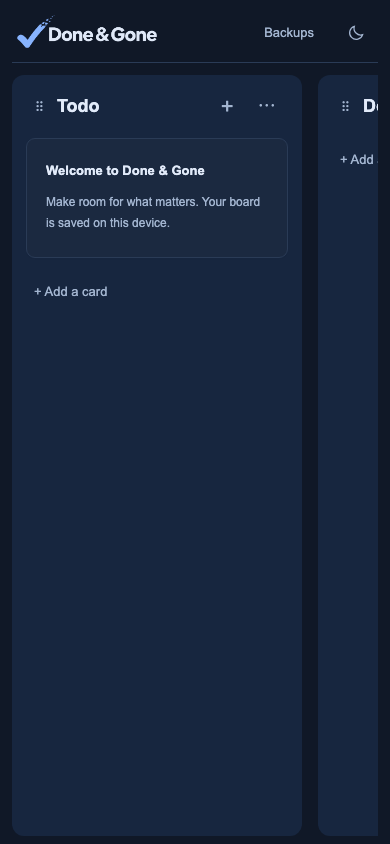 Done & Gone
Backups
Todo
Welcome to Done & Gone
Make room for what matters. Your board
is saved on this device.
+ Add a card
+ Add